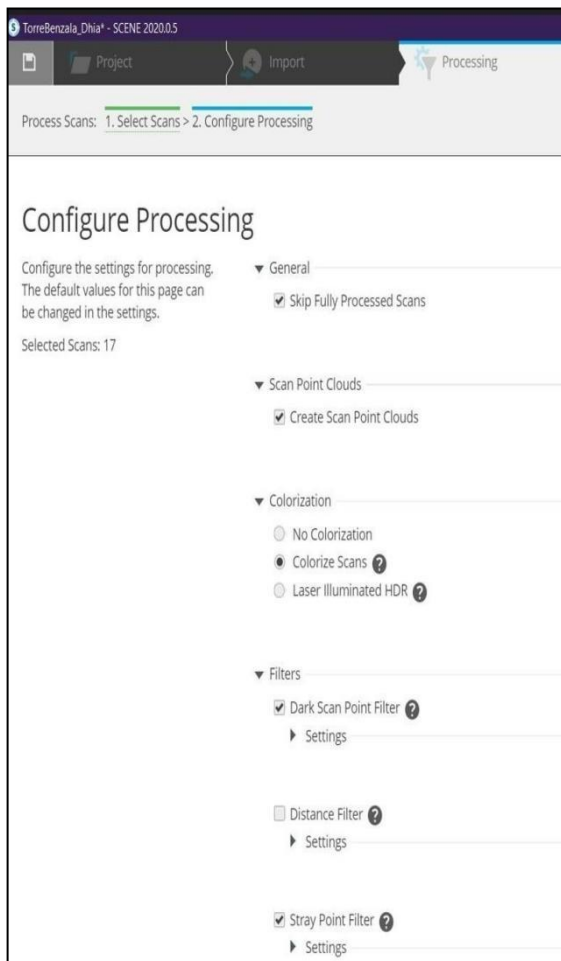 TorreBenzala_Dhia* - SCENE 2020.0.5
Project
Import
Processing
Process Scans: 1. Select Scans > 2. Configure Processing
Configure Processing
Configure the settings for processing.
The default values for this page can
be changed in the settings.
Selected Scans: 17
General
Skip Fully Processed Scans
Scan Point Clouds
Create Scan Point Clouds
Colorization
No Colorization
Colorize Scans ?
Laser Illuminated HDR ?
Filters
Dark Scan Point Filter ?
Settings
Distance Filter ?
Settings
Stray Point Filter ?
Settings